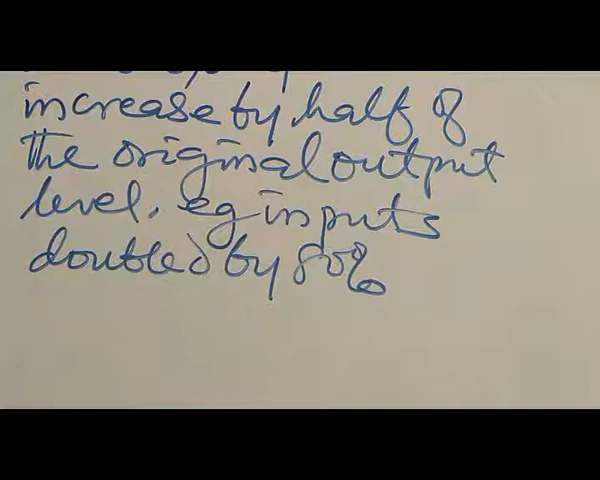 increase by half of
the original output
level. eg inputs
doubled by 80%